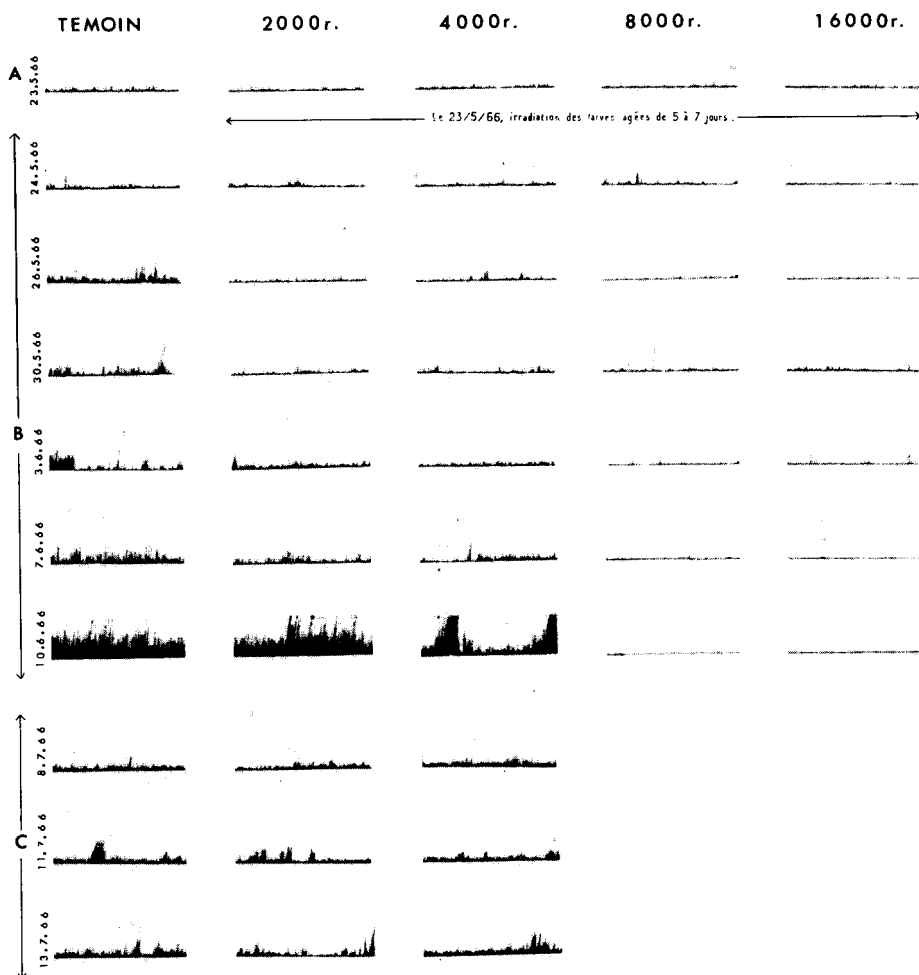 TEMOIN 2000r. 4000r. 8000r. 16000r.
A
23.5.66
Le 23/5/66, irradiation des larves agées de 5 à 7 jours.
24.5.66
26.5.66
30.5.66
B
3.6.66
7.6.66
10.6.66
8.7.66
C
11.7.66
13.7.66